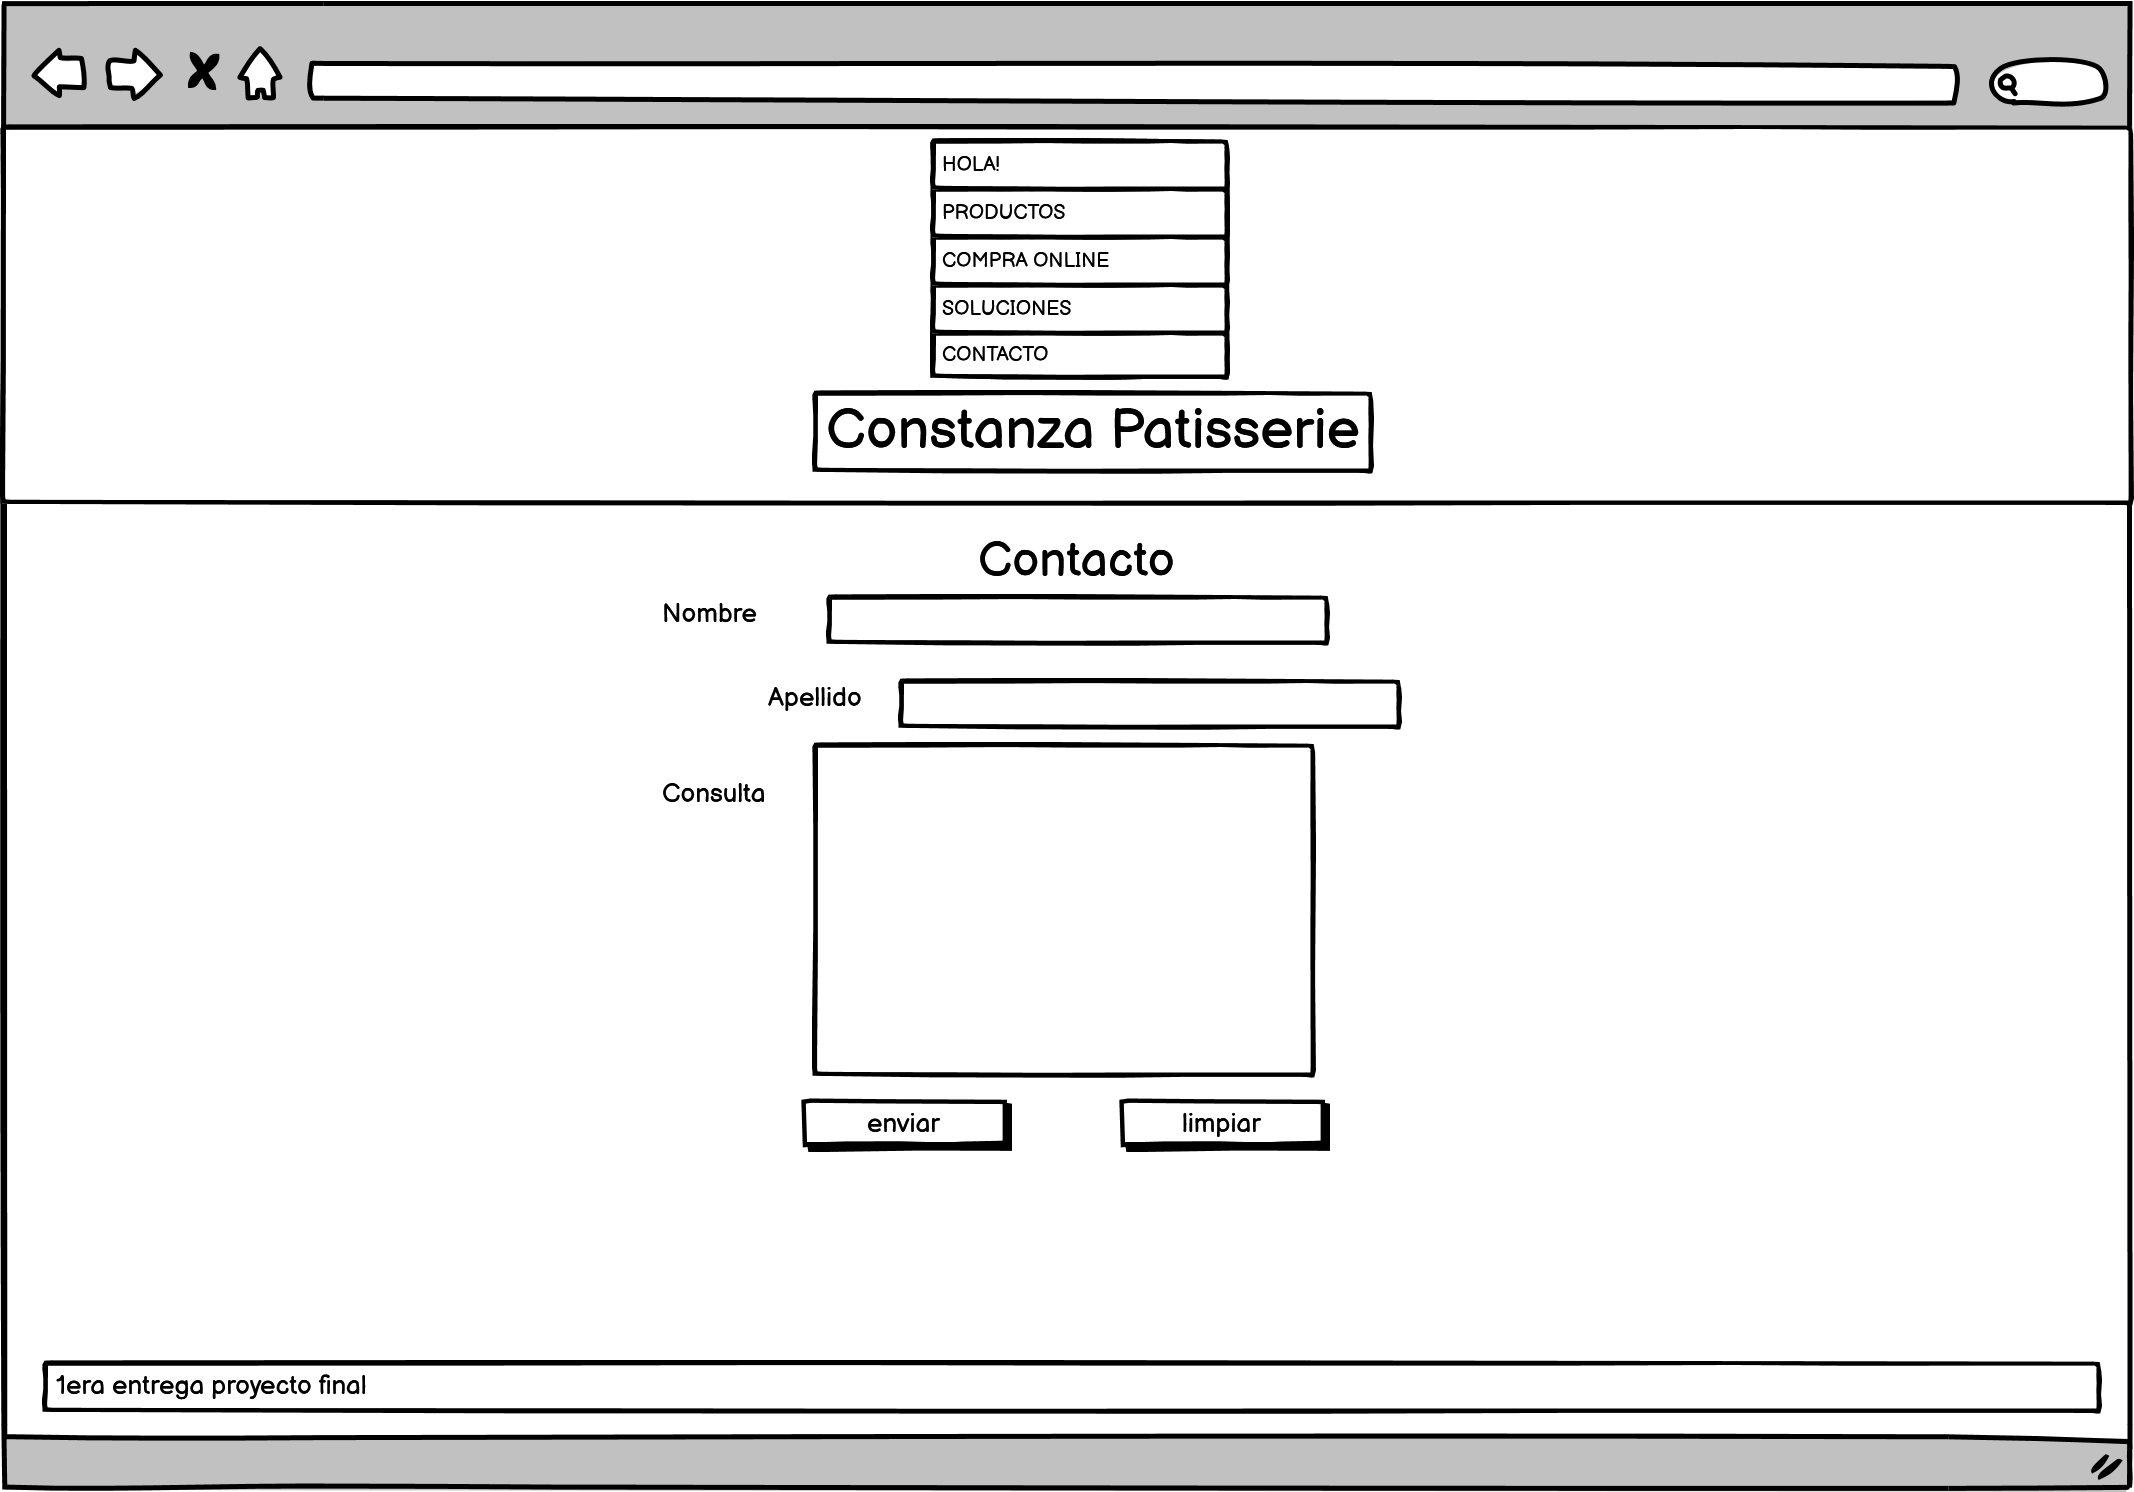 HOLA!
PRODUCTOS
COMPRA ONLINE
SOLUCIONES
CONTACTO
Constanza Patisserie
Contacto
Nombre
Apellido
Consulta
enviar
limpiar
1era entrega proyecto final